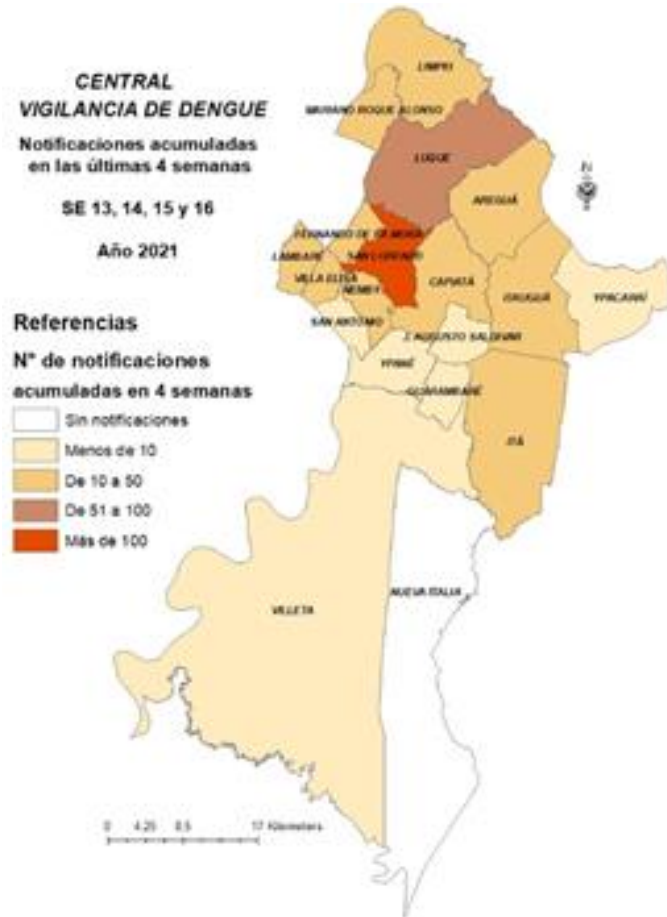 CENTRAL
VIGILANCIA DE DENGUE
Notificaciones acumuladas
en las últimas 4 semanas
SE 13, 14, 15 y 16
Año 2021
Referencias
N° de notificaciones
acumuladas en 4 semanas
Sin notificaciones
Menos de 10
De 10 a 50
De 51 a 100
Más de 100
LIMPIO
MARIANO ROQUE ALONSO
LUQUE
N
AREGUÁ
FERNANDO DE LA MORA
LAMBARÉ
SAN LORENZO
VILLA ELISA
ÑEMBY
CAPIATÁ
ITAUGUÁ
YPACARAÍ
SAN ANTONIO
J. AUGUSTO SALDIVAR
YPANÉ
GUARAMBARÉ
ITÁ
VILLETA
NUEVA ITALIA
0 4,25 8,5 17 Kilometers